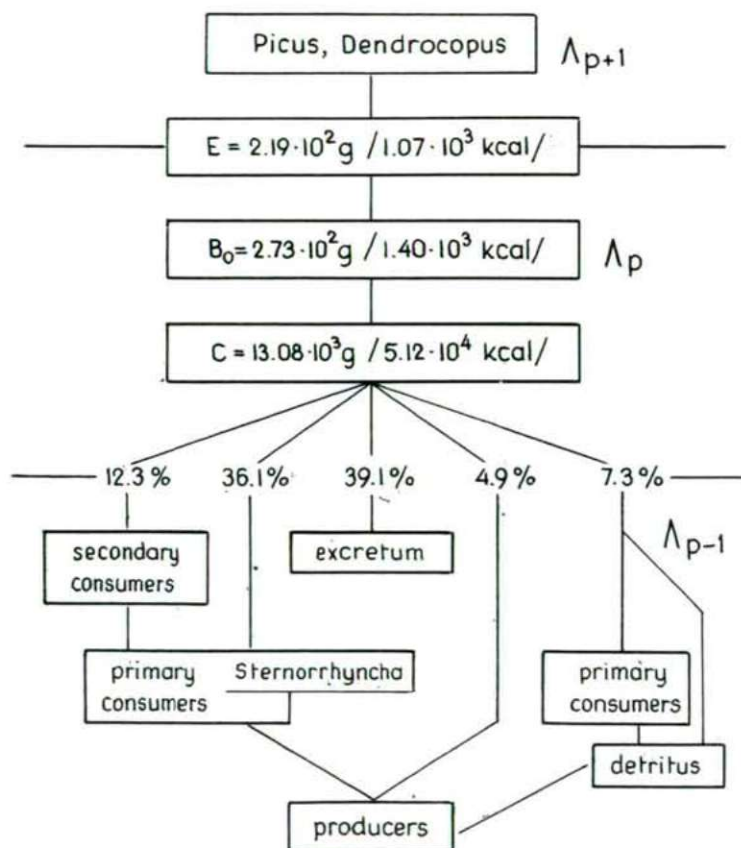 Picus, Dendrocopus
Λp+1
E = 2.19·10²g /1.07·10³ kcal/
B₀=2.73·10²g /1.40·10³ kcal/
Λp
C = 13.08·10³g /5.12·10⁴ kcal/
12.3% 36.1% 39.1% 4.9% 7.3%
Λp-1
secondary
consumers
excretum
primary
consumers
Sternorrhyncha
primary
consumers
detritus
producers